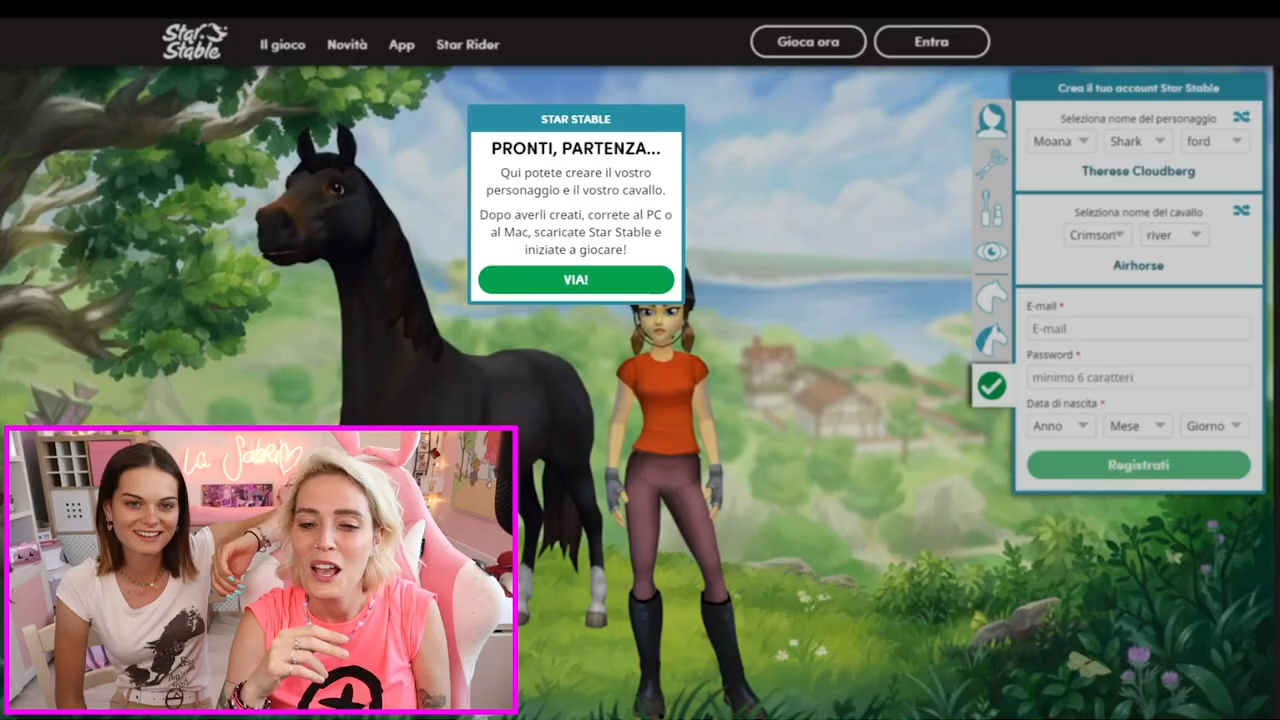 Star
Stable
Il gioco
Novità
App
Star Rider
Gioca ora
Entra
STAR STABLE
PRONTI, PARTENZA...
Qui potete creare il vostro
personaggio e il vostro cavallo.
Dopo averli creati, correte al PC o
al Mac, scaricate Star Stable e
iniziate a giocare!
VIA!
Crea il tuo account Star Stable
Seleziona nome del personaggio
Moana Shark ford
Therese Cloudberg
Seleziona nome del cavallo
Crimson river
Airhorse
E-mail *
E-mail
Password *
minimo 6 caratteri
Data di nascita *
Anno Mese Giorno
Registrati
La Sabri